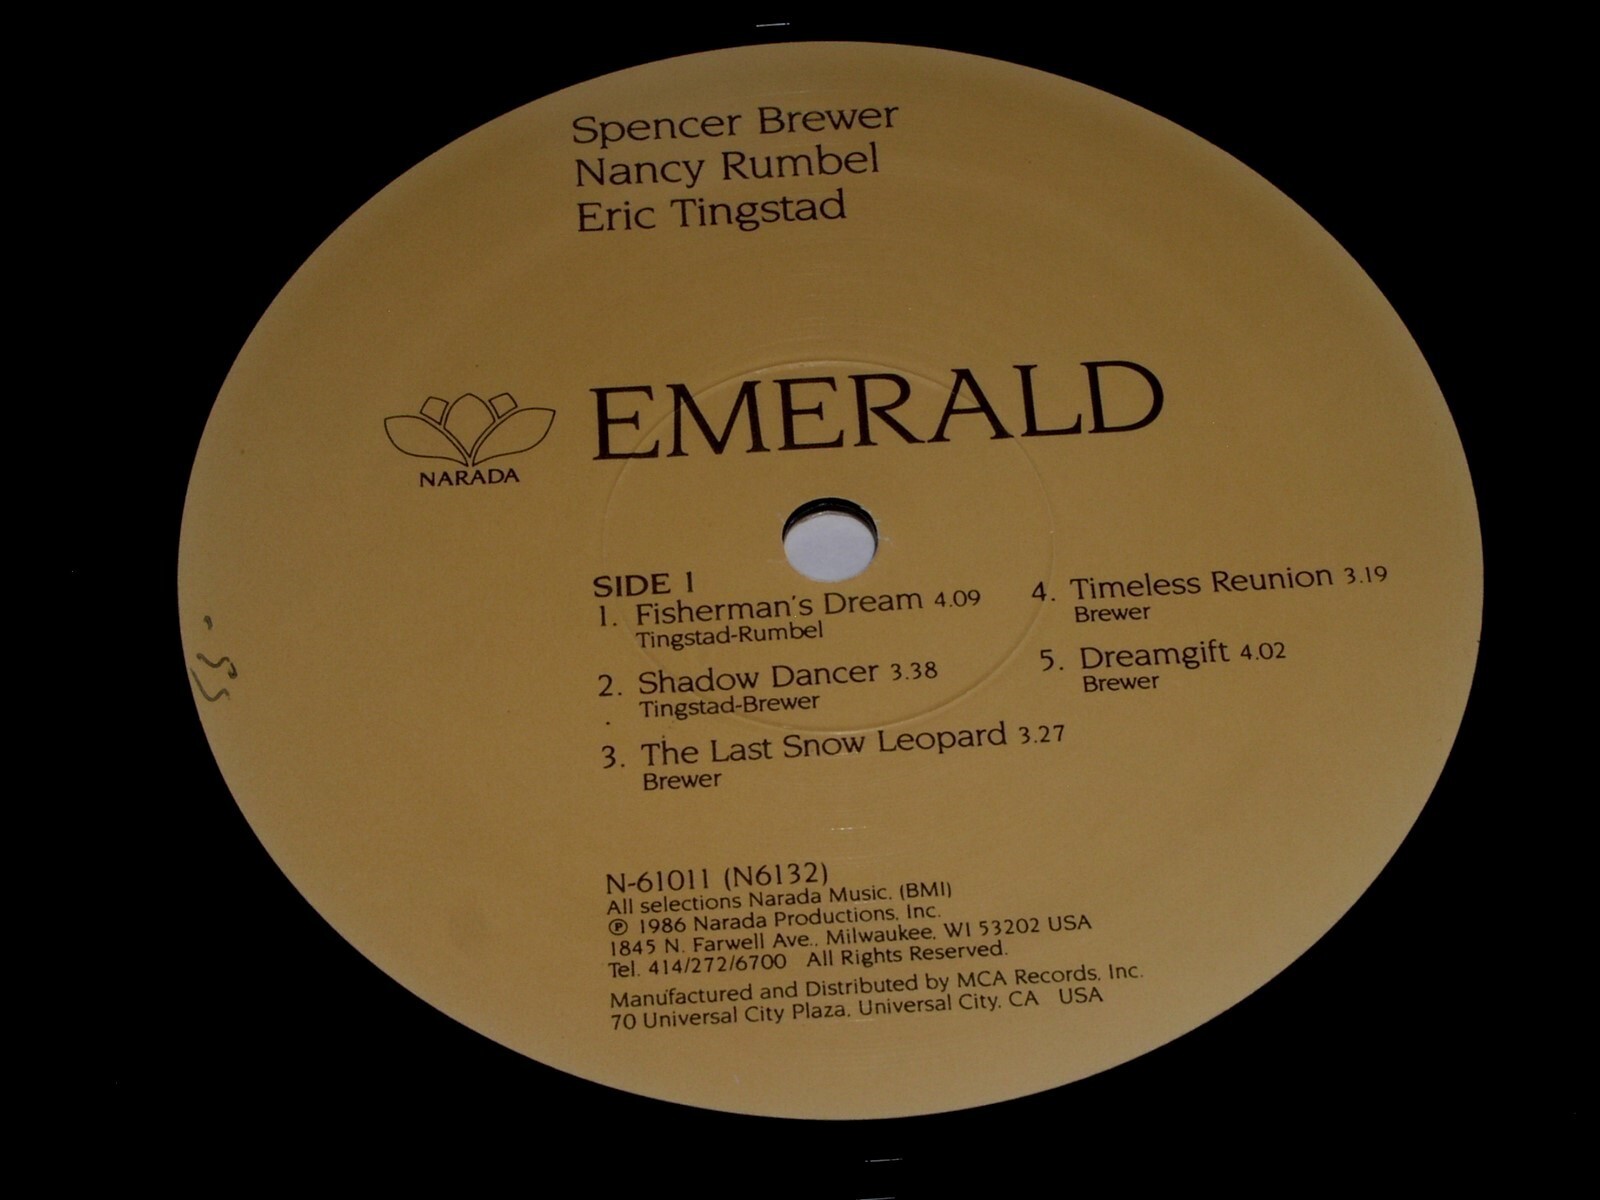 Spencer Brewer
Nancy Rumbel
Eric Tingstad
EMERALD
NARADA
SIDE 1
1. Fisherman's Dream 4.09
Tingstad-Rumbel
2. Shadow Dancer 3.38
Tingstad-Brewer
3. The Last Snow Leopard 3.27
Brewer
4. Timeless Reunion 3.19
Brewer
5. Dreamgift 4.02
Brewer
N-61011 (N6132)
All selections Narada Music, (BMI)
℗ 1986 Narada Productions, Inc.
1845 N. Farwell Ave., Milwaukee, WI 53202 USA
Tel. 414/272/6700 All Rights Reserved.
Manufactured and Distributed by MCA Records, Inc.
70 Universal City Plaza, Universal City, CA USA